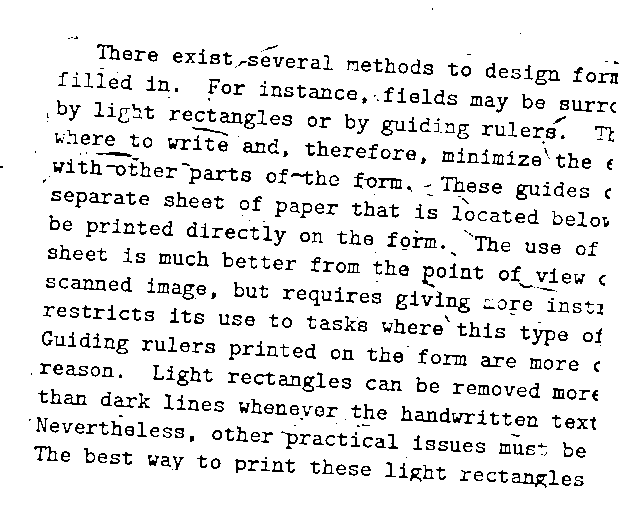 There exist several methods to design form
filled in. For instance, fields may be surro
by light rectangles or by guiding rulers. Th
where to write and, therefore, minimize the e
with other parts of the form. These guides c
separate sheet of paper that is located below
be printed directly on the form. The use of
sheet is much better from the point of view o
scanned image, but requires giving more instr
restricts its use to tasks where this type of
Guiding rulers printed on the form are more c
reason. Light rectangles can be removed more
than dark lines whenever the handwritten text
Nevertheless, other practical issues must be
The best way to print these light rectangles